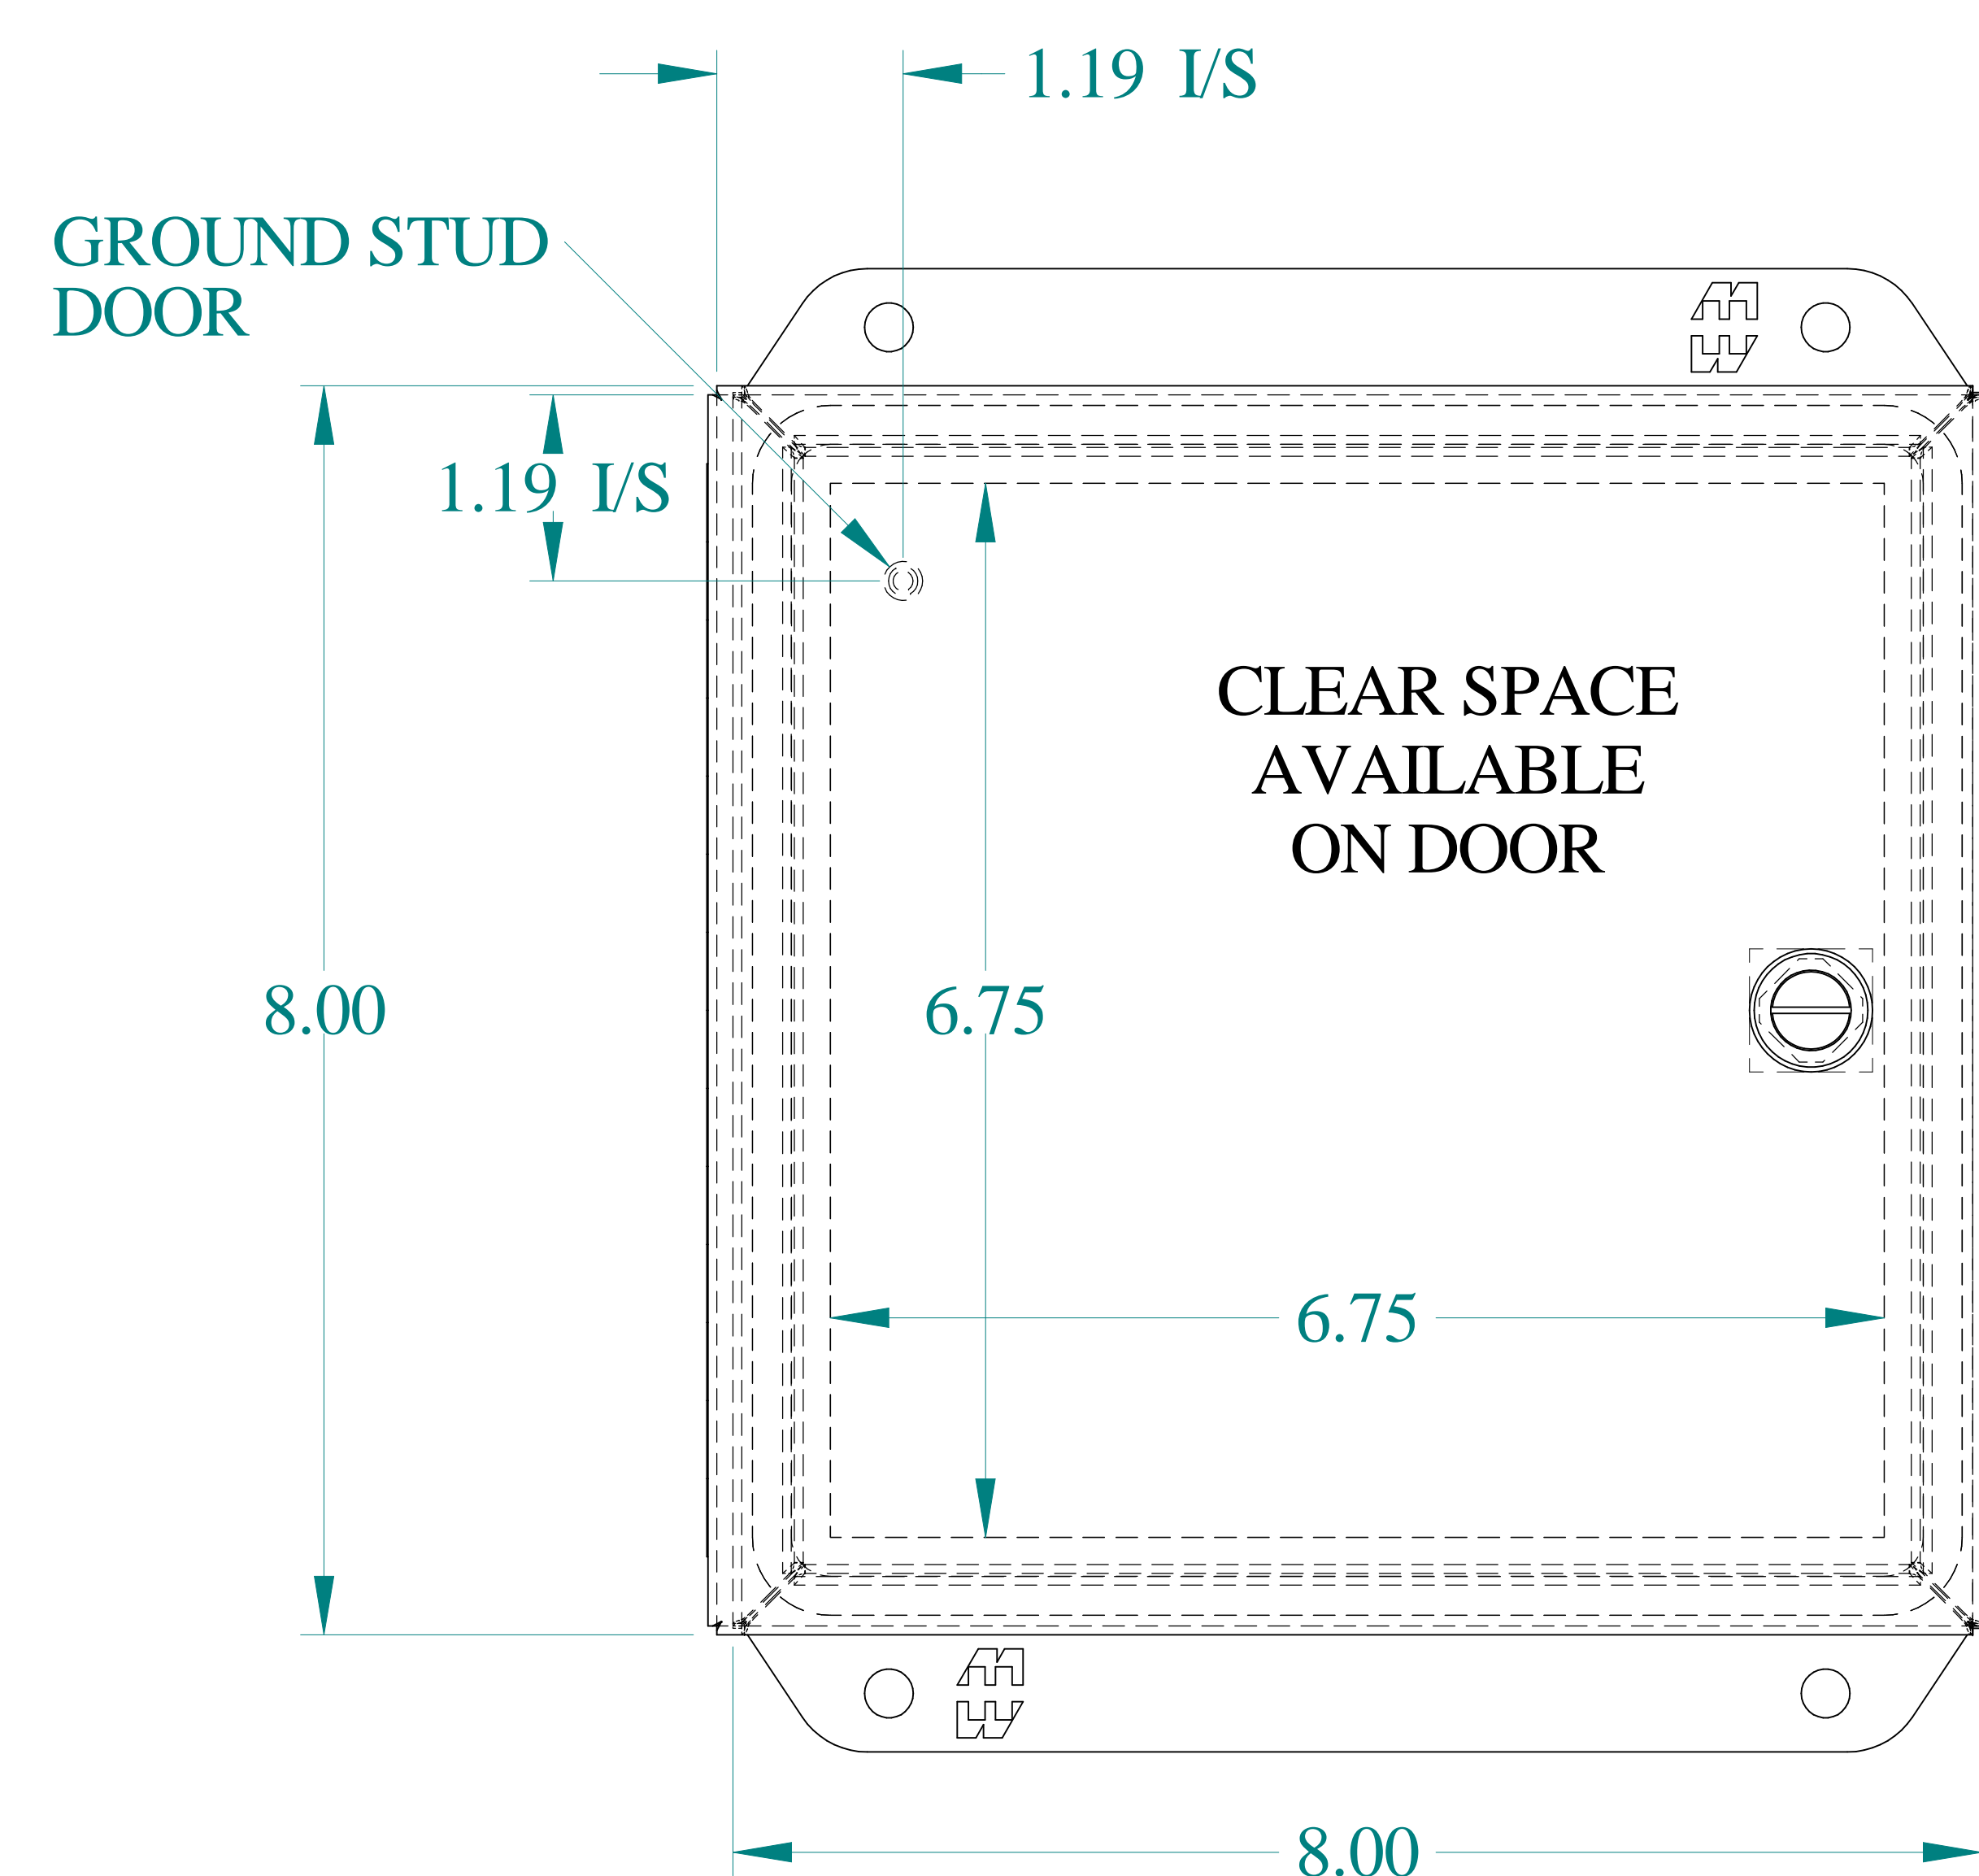 1.19 I/S
GROUND STUD
DOOR
1.19 I/S
CLEAR SPACE
AVAILABLE
ON DOOR
8.00
6.75
6.75
8.00